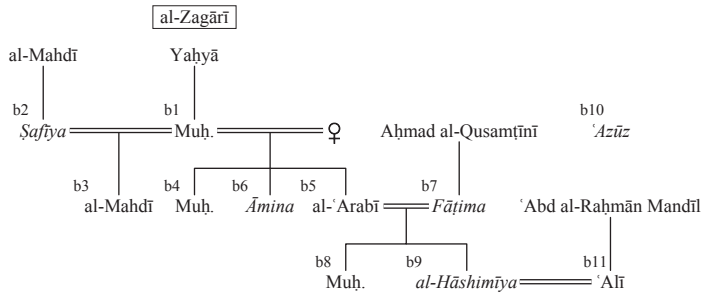 al-Zagārī
al-Mahdī Yaḥyā
b2 b1 b10
Ṣafīya Muḥ. ♀ Aḥmad al-Qusamṭīnī ʿAzūz
b3 b4 b6 b5 b7
al-Mahdī Muḥ. Āmina al-ʿArabī Fāṭima ʿAbd al-Raḥmān Mandīl
b8 b9 b11
Muḥ. al-Hāshimīya ʿAlī